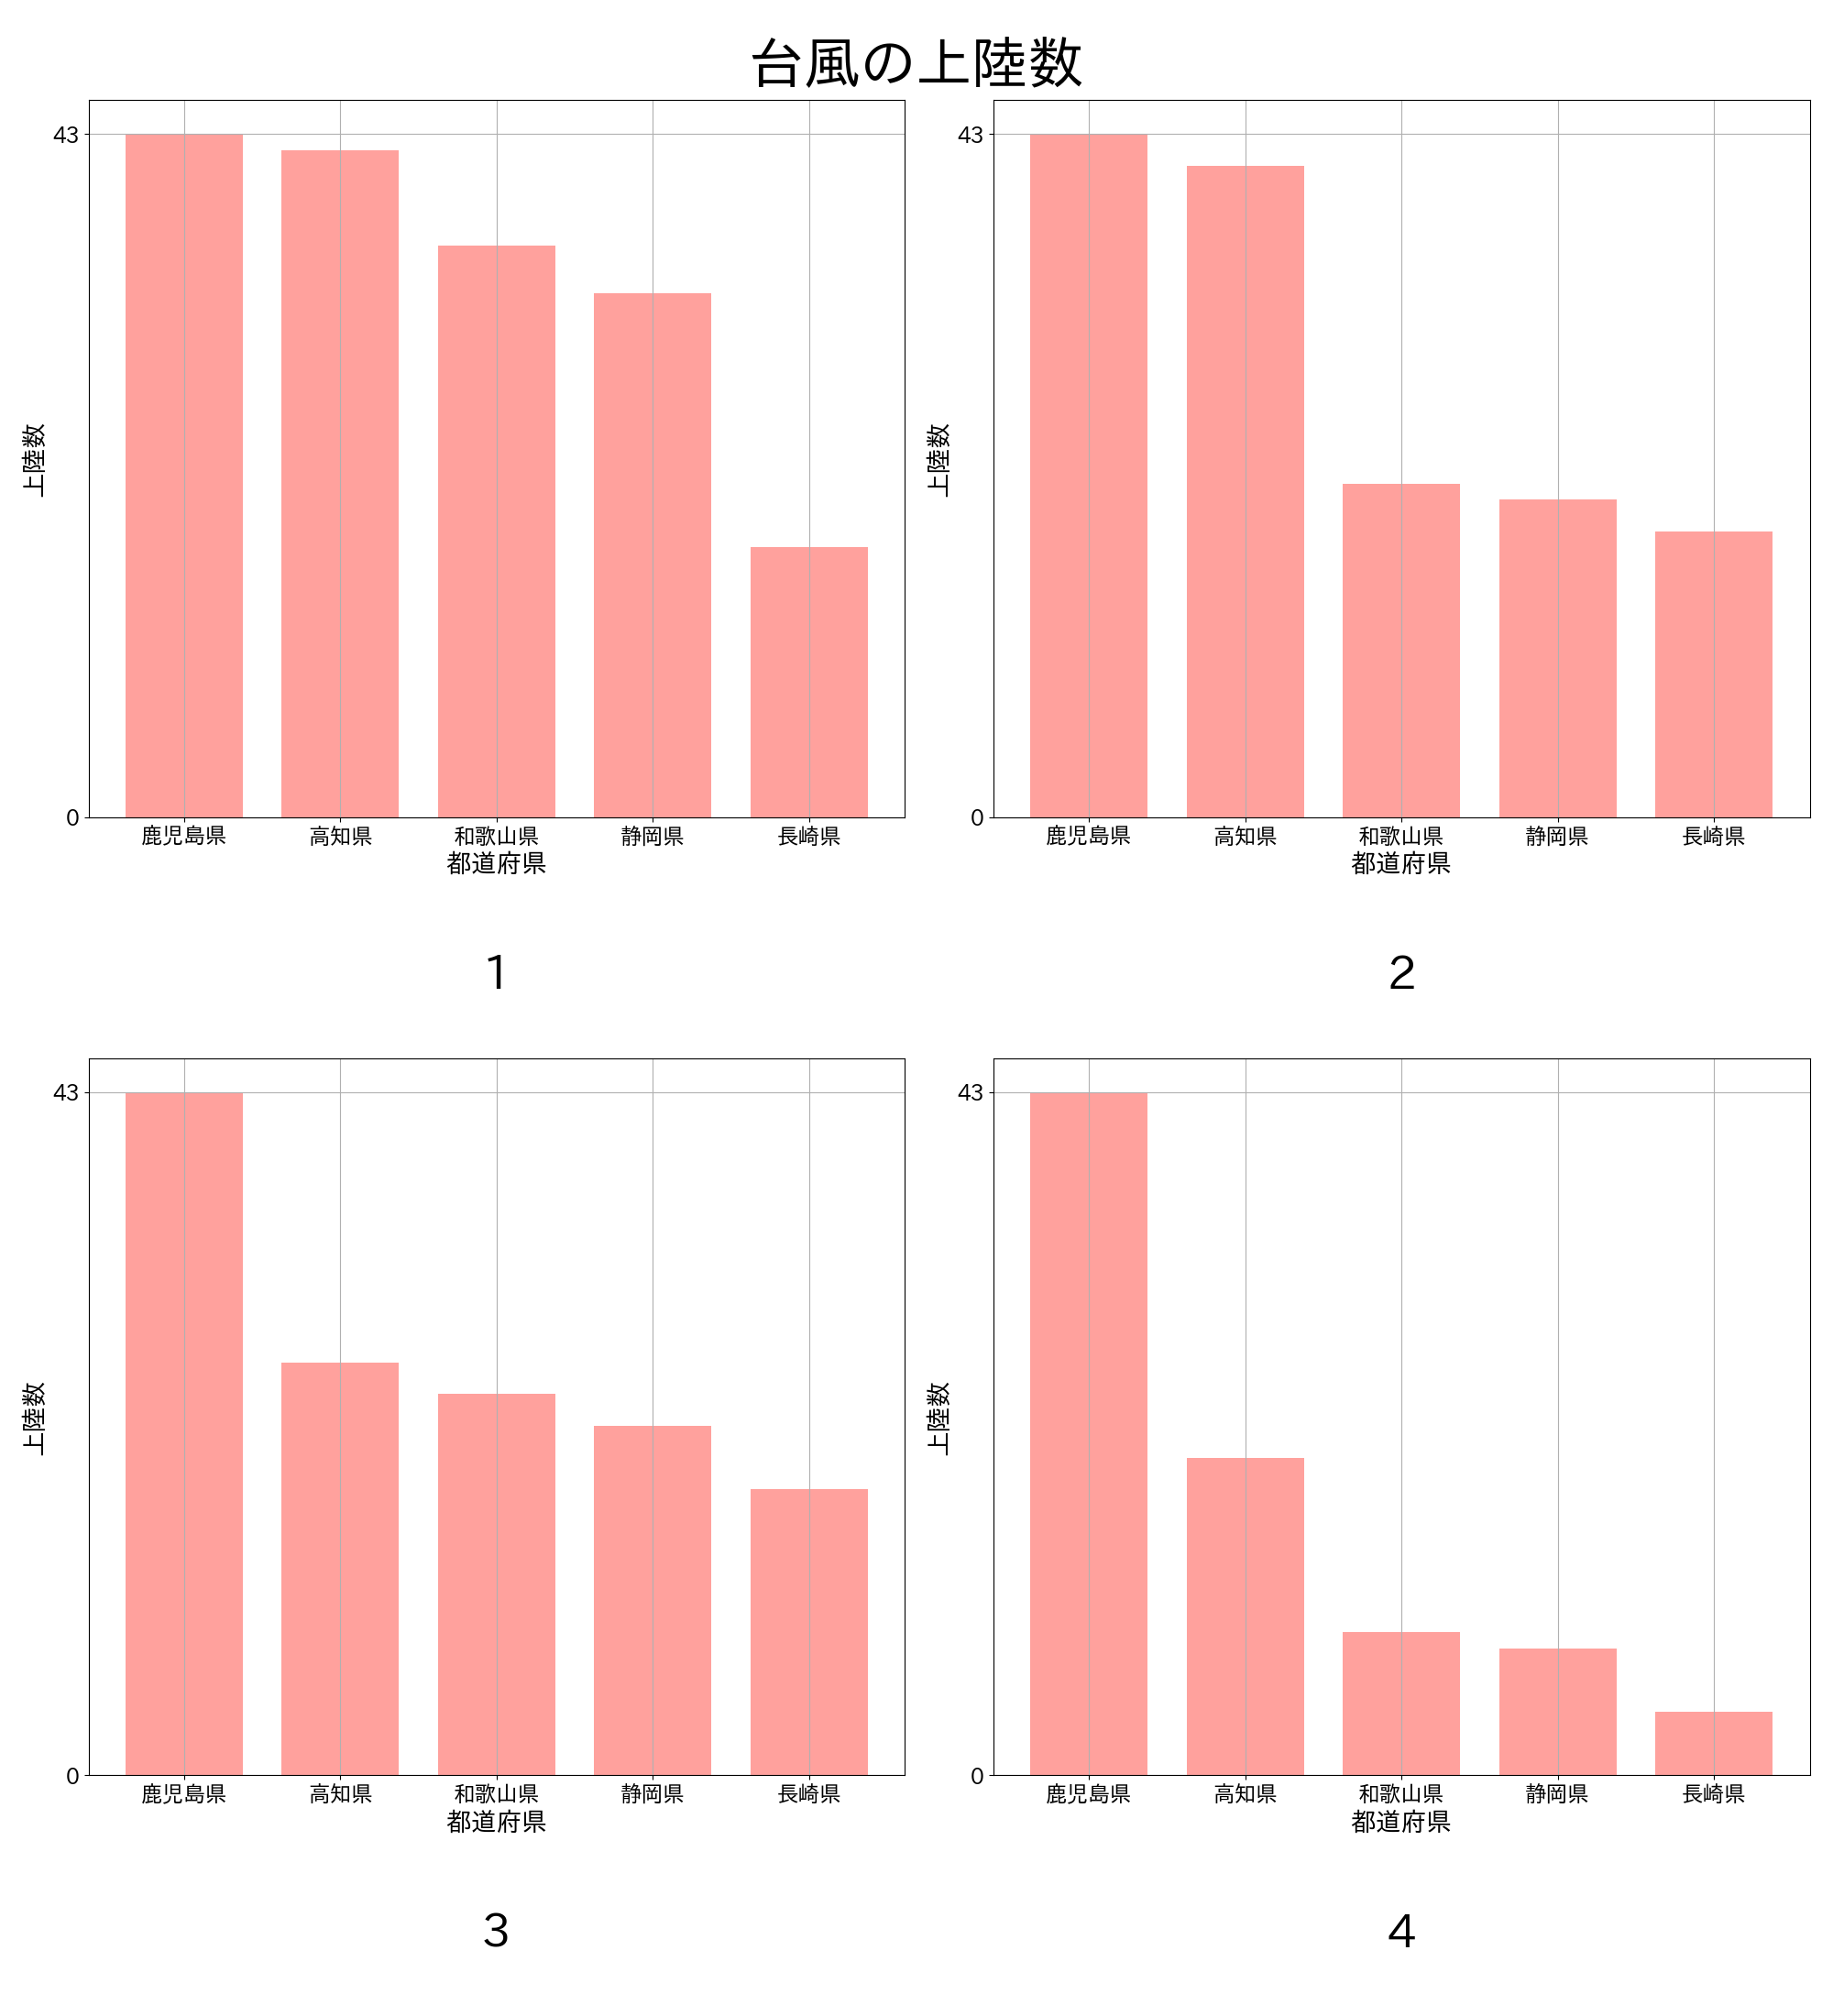 台風の上陸数
43
0
上陸数
鹿児島県 高知県 和歌山県 静岡県 長崎県
都道府県
1
43
0
上陸数
鹿児島県 高知県 和歌山県 静岡県 長崎県
都道府県
2
43
0
上陸数
鹿児島県 高知県 和歌山県 静岡県 長崎県
都道府県
3
43
0
上陸数
鹿児島県 高知県 和歌山県 静岡県 長崎県
都道府県
4